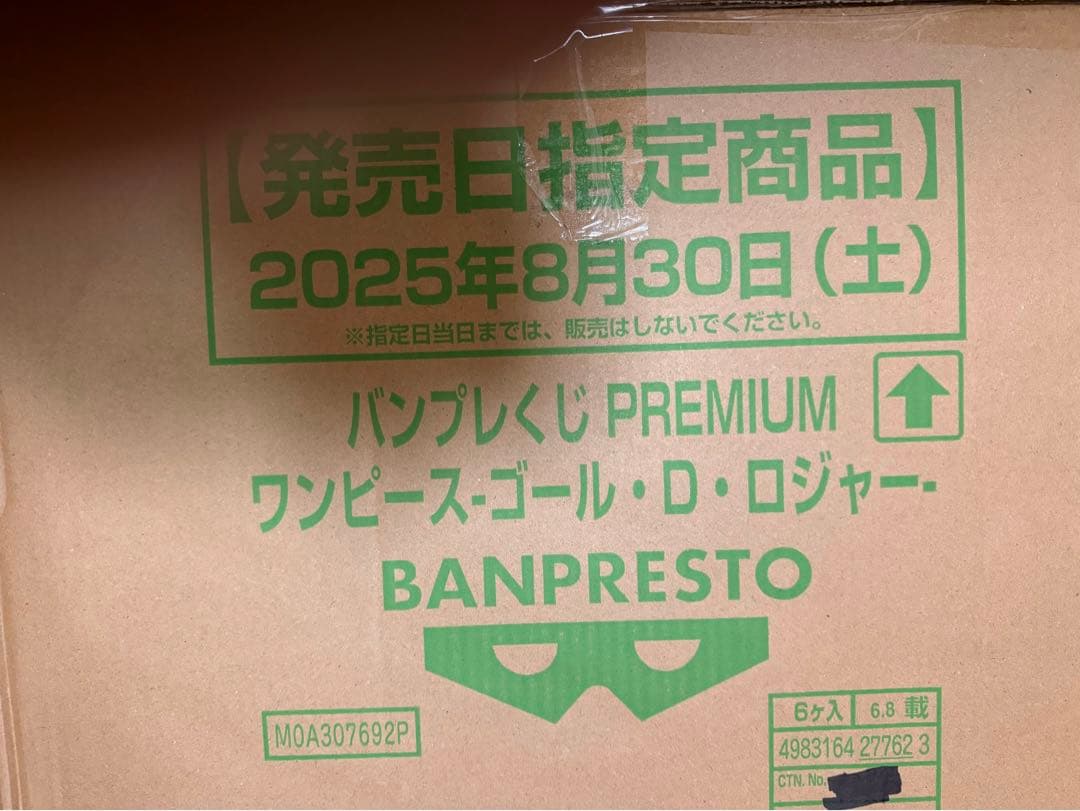 【発売日指定商品】
2025年8月30日(土)
※指定日当日までは、販売はしないでください。
バンプレくじ PREMIUM
ワンピース-ゴール・D・ロジャー-
BANPRESTO
M0A307692P
6ヶ入 6.8 載
4983164 27762 3
CTN. No.